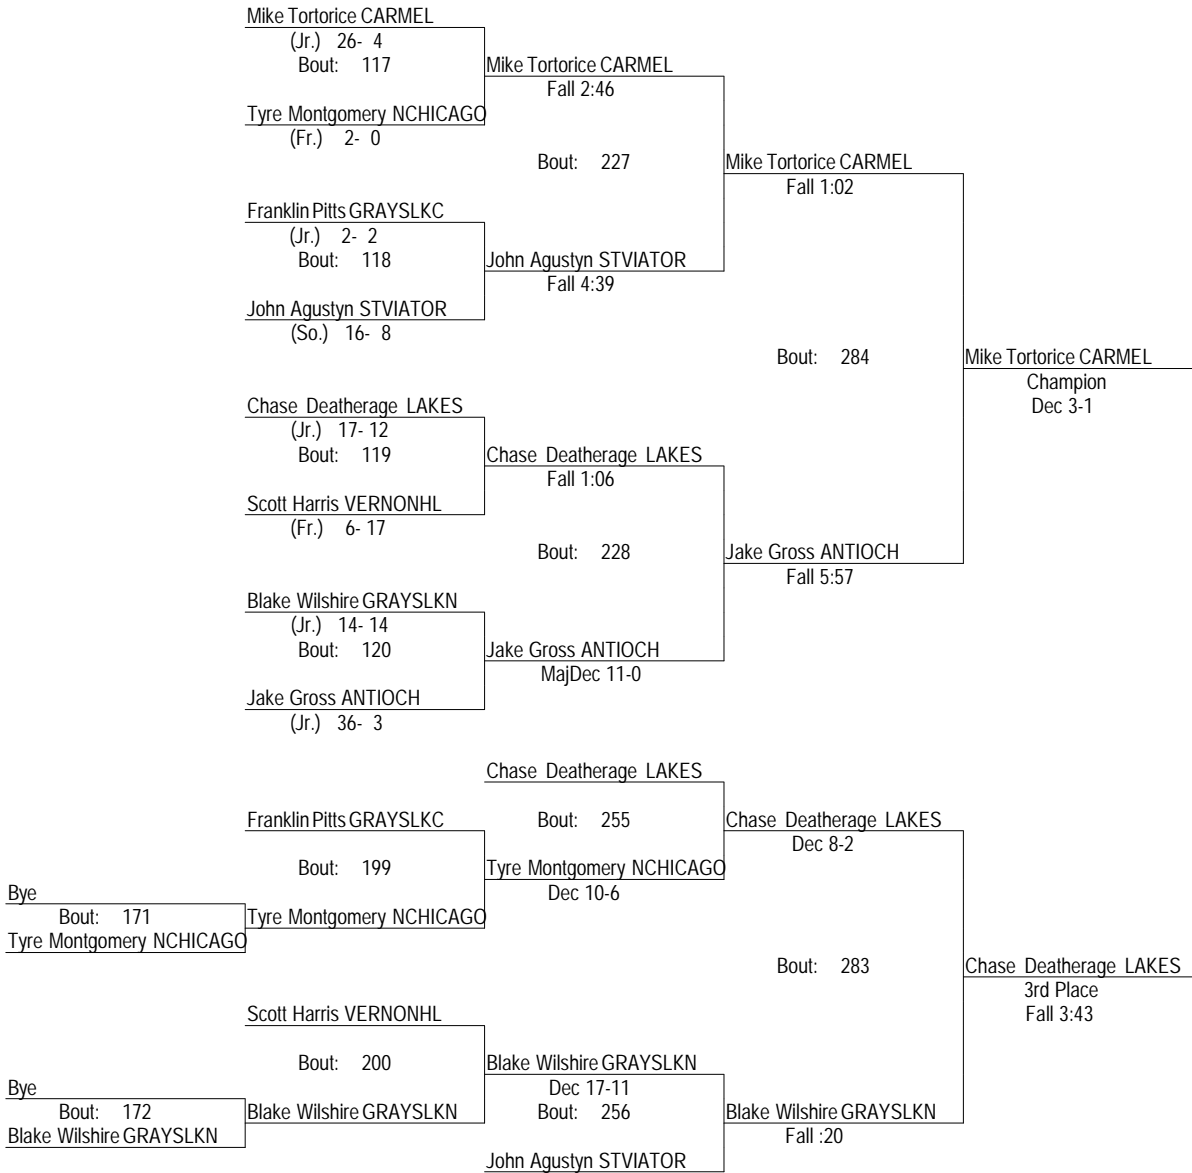 Mike Tortorice CARMEL
(Jr.) 26- 4
Bout: 117
Mike Tortorice CARMEL
Fall 2:46
Tyre Montgomery NCHICAGO
(Fr.) 2- 0
Bout: 227
Mike Tortorice CARMEL
Fall 1:02
Franklin Pitts GRAYSLKC
(Jr.) 2- 2
Bout: 118
John Agustyn STVIATOR
Fall 4:39
John Agustyn STVIATOR
(So.) 16- 8
Bout: 284
Mike Tortorice CARMEL
Champion
Dec 3-1
Chase Deatherage LAKES
(Jr.) 17- 12
Bout: 119
Chase Deatherage LAKES
Fall 1:06
Scott Harris VERNONHL
(Fr.) 6- 17
Bout: 228
Jake Gross ANTIOCH
Fall 5:57
Blake Wilshire GRAYSLKN
(Jr.) 14- 14
Bout: 120
Jake Gross ANTIOCH
MajDec 11-0
Jake Gross ANTIOCH
(Jr.) 36- 3
Chase Deatherage LAKES
Franklin Pitts GRAYSLKC
Bout: 255
Chase Deatherage LAKES
Dec 8-2
Bout: 199
Tyre Montgomery NCHICAGO
Dec 10-6
Bye
Bout: 171
Tyre Montgomery NCHICAGO
Tyre Montgomery NCHICAGO
Bout: 283
Chase Deatherage LAKES
3rd Place
Fall 3:43
Scott Harris VERNONHL
Bout: 200
Blake Wilshire GRAYSLKN
Dec 17-11
Bye
Bout: 172
Blake Wilshire GRAYSLKN
Bout: 256
Blake Wilshire GRAYSLKN
Fall :20
Blake Wilshire GRAYSLKN
John Agustyn STVIATOR